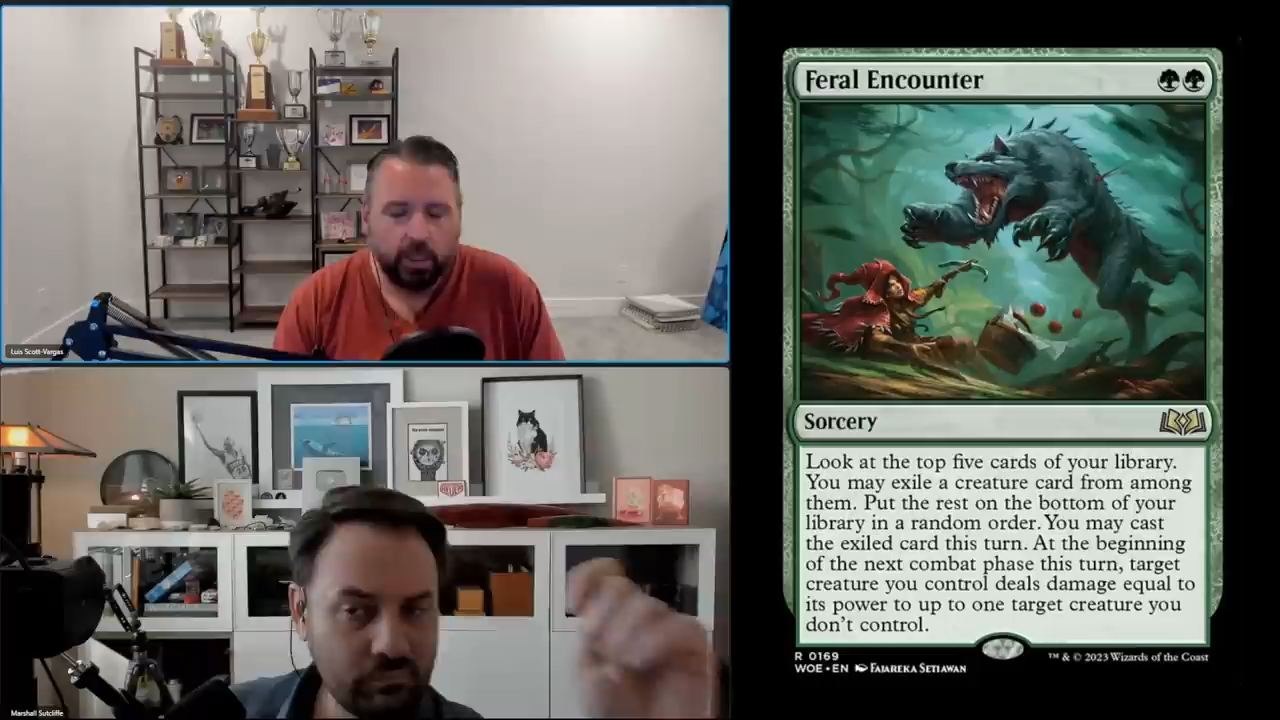 Luis Scott-Vargas
Marshall Sutcliffe
Feral Encounter
Sorcery
Look at the top five cards of your library.
You may exile a creature card from among
them. Put the rest on the bottom of your
library in a random order. You may cast
the exiled card this turn. At the beginning
of the next combat phase this turn, target
creature you control deals damage equal to
its power to up to one target creature you
don't control.
R 0169
WOE • EN Fajareka Setiawan
™ & © 2023 Wizards of the Coast